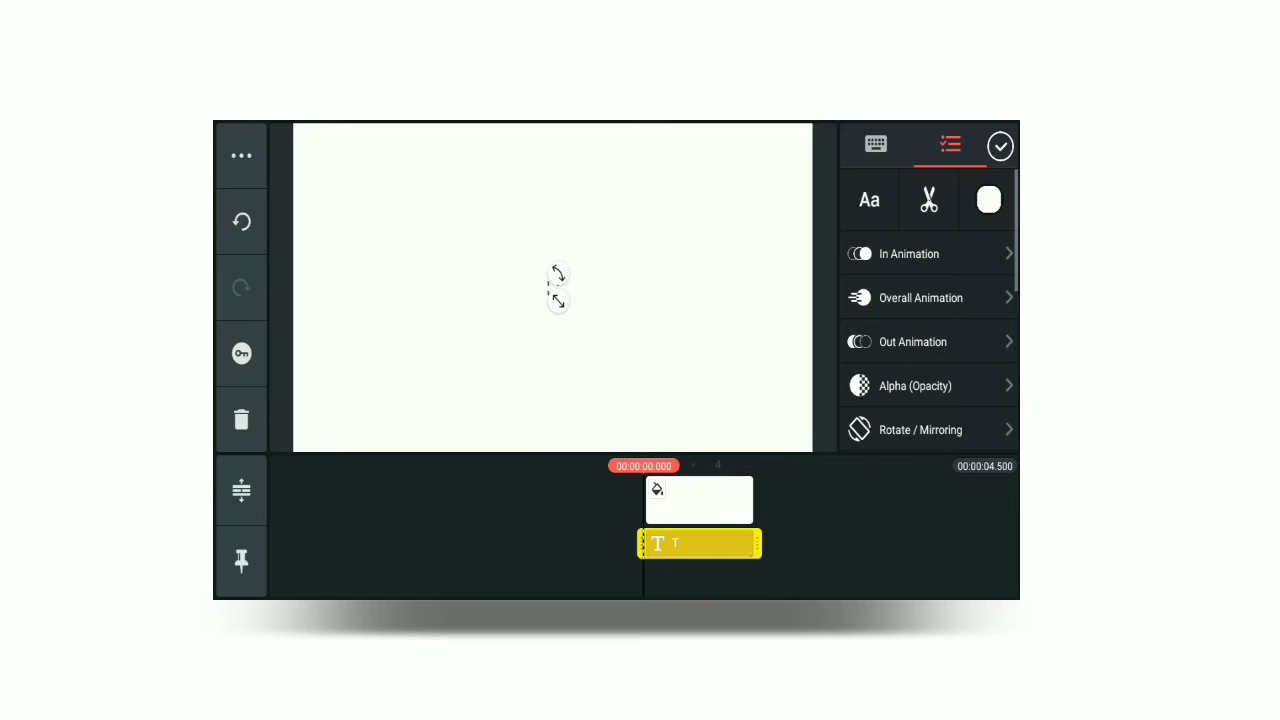 Aa
In Animation
Overall Animation
Out Animation
Alpha (Opacity)
Rotate / Mirroring
00:00:00.000
4
00:00:04.500
T T